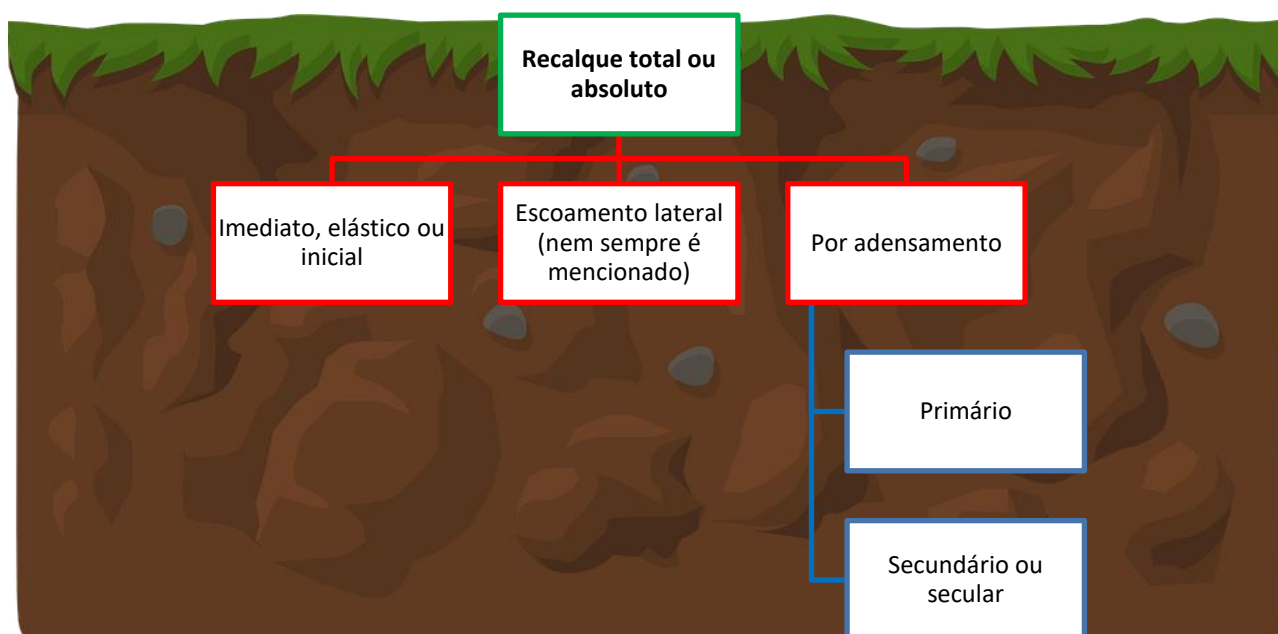 Recalque total ou
absoluto
Imediato, elástico ou
inicial
Escoamento lateral
(nem sempre é
mencionado)
Por adensamento
Primário
Secundário ou
secular